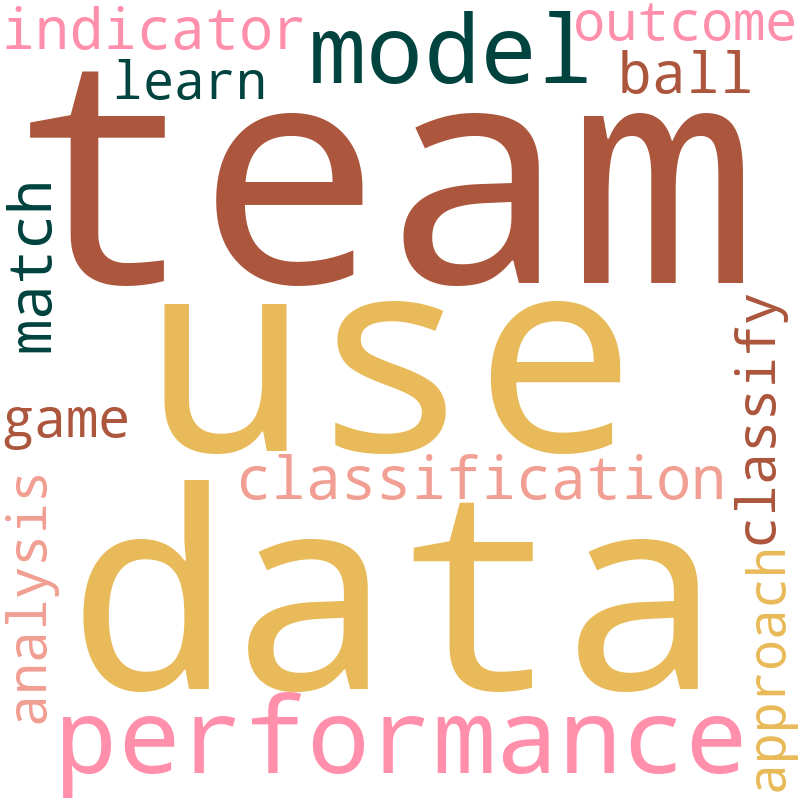 indicator
outcome
model
learn
ball
team
match
use
classify
game
classification
data
analysis
approach
performance